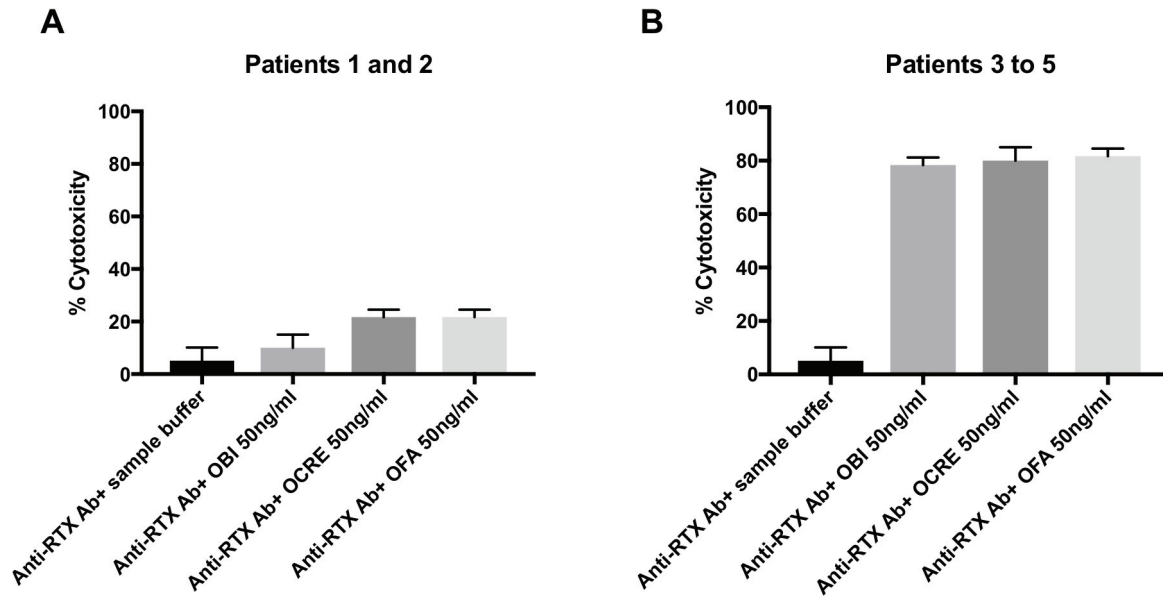 A
Patients 1 and 2
% Cytotoxicity
100
80
60
40
20
0
Anti-RTX Ab+ sample buffer
Anti-RTX Ab+ OBI 50ng/ml
Anti-RTX Ab+ OCRE 50ng/ml
Anti-RTX Ab+ OFA 50ng/ml
B
Patients 3 to 5
% Cytotoxicity
100
80
60
40
20
0
Anti-RTX Ab+ sample buffer
Anti-RTX Ab+ OBI 50ng/ml
Anti-RTX Ab+ OCRE 50ng/ml
Anti-RTX Ab+ OFA 50ng/ml